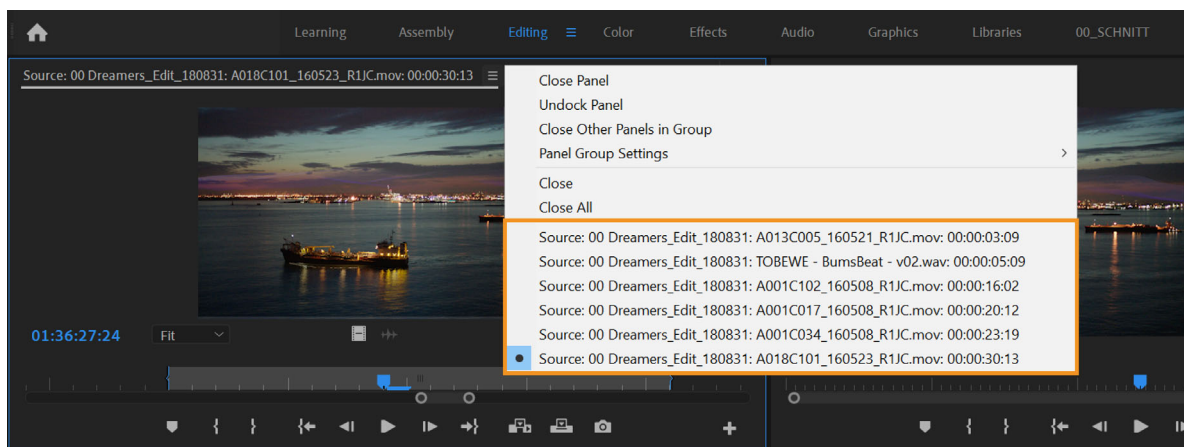 Learning Assembly Editing Color Effects Audio Graphics Libraries 00_SCHNITT
Source: 00 Dreamers_Edit_180831: A018C101_160523_R1JC.mov: 00:00:30:13
Close Panel
Undock Panel
Close Other Panels in Group
Panel Group Settings
Close
Close All
Source: 00 Dreamers_Edit_180831: A013C005_160521_R1JC.mov: 00:00:03:09
Source: 00 Dreamers_Edit_180831: TOBEWE - BumsBeat - v02.wav: 00:00:05:09
Source: 00 Dreamers_Edit_180831: A001C102_160508_R1JC.mov: 00:00:16:02
Source: 00 Dreamers_Edit_180831: A001C017_160508_R1JC.mov: 00:00:20:12
Source: 00 Dreamers_Edit_180831: A001C034_160508_R1JC.mov: 00:00:23:19
Source: 00 Dreamers_Edit_180831: A018C101_160523_R1JC.mov: 00:00:30:13
01:36:27:24 Fit